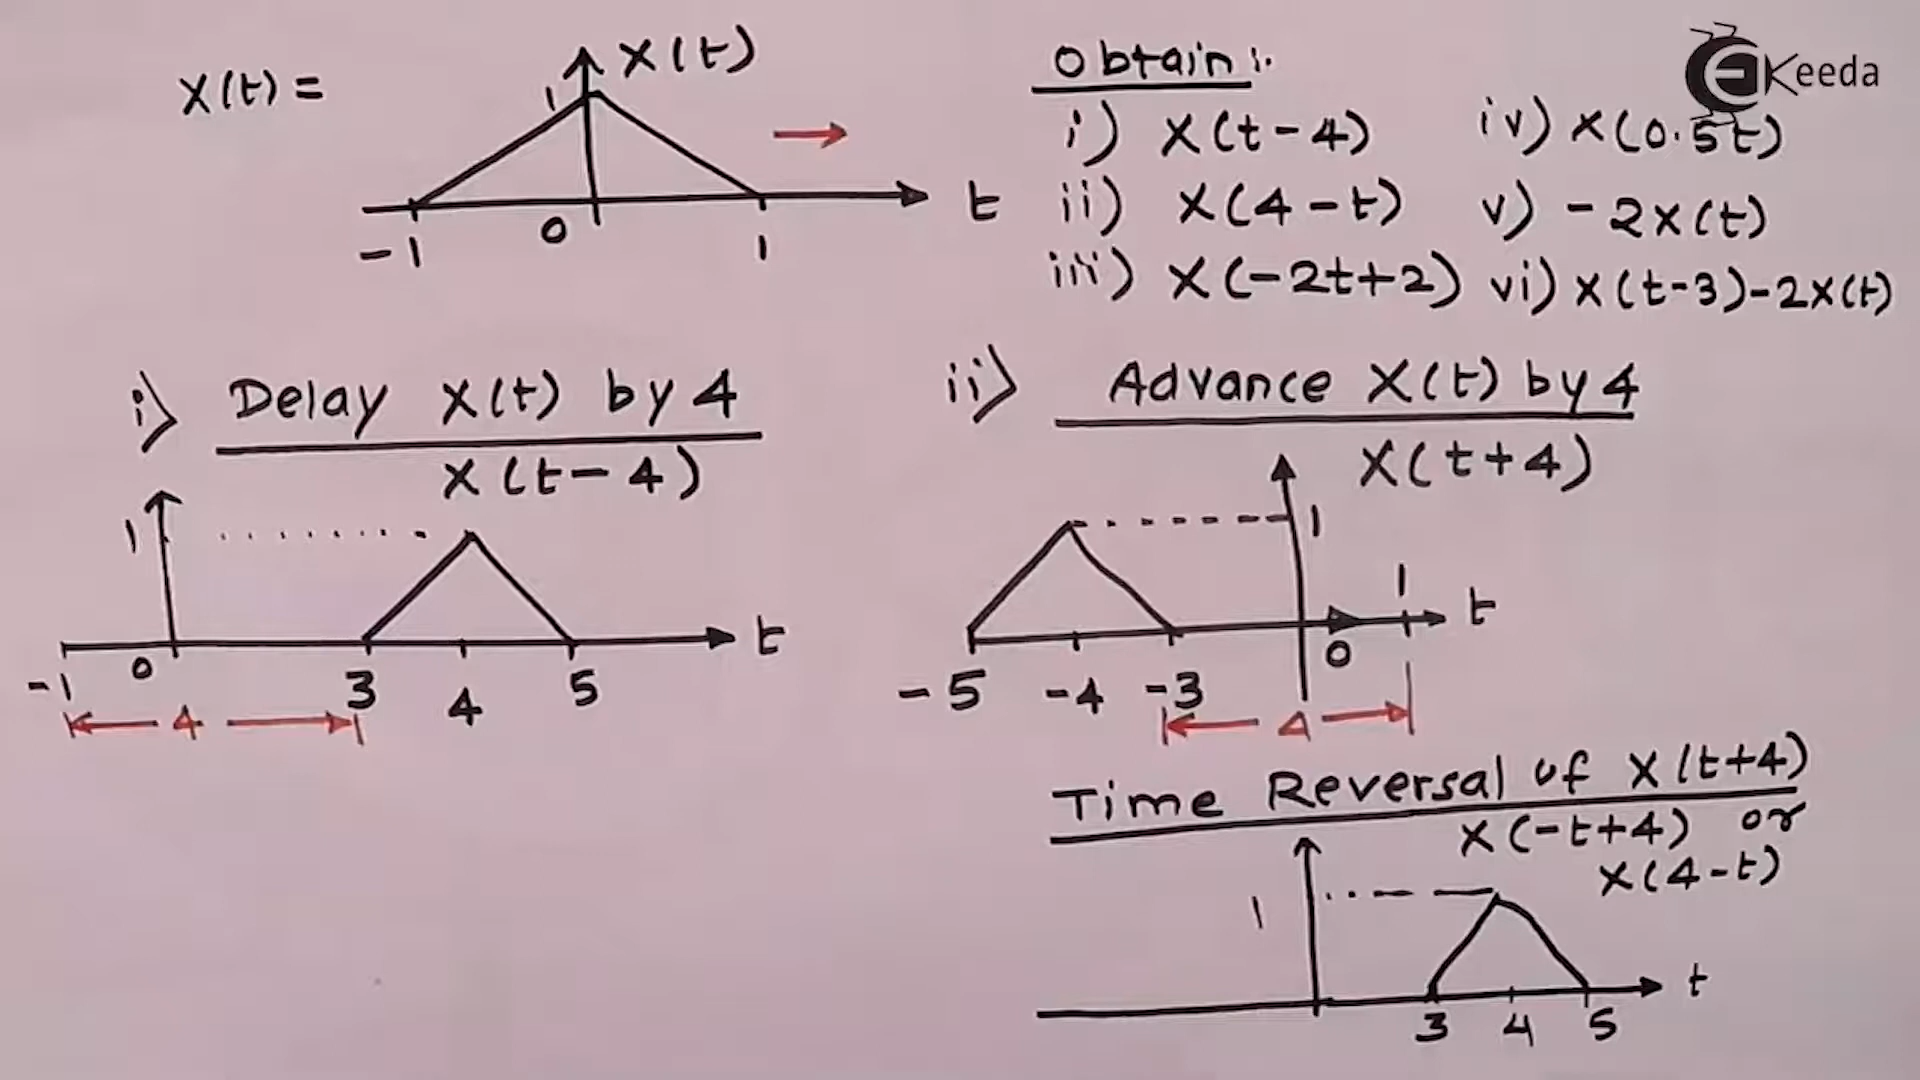 X(t) =
X(t)
1
-1
0
1
t
Obtain :
i) X(t-4)
ii) X(4-t)
iii) X(-2t+2)
iv) X(0.5t)
v) -2X(t)
vi) X(t-3)-2X(t)
EKeeda
i) Delay X(t) by 4
X(t-4)
1
t
-1
0
3
4
5
4
ii) Advance X(t) by 4
X(t+4)
1
1
t
0
-5
-4
-3
4
Time Reversal of X(t+4)
X(-t+4) or
X(4-t)
1
t
3
4
5